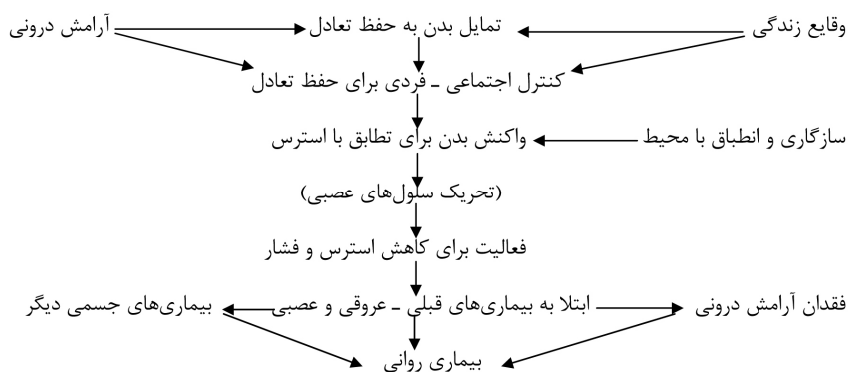 وقایع زندگی تمایل بدن به حفظ تعادل آرامش درونی
کنترل اجتماعی ـ فردی برای حفظ تعادل
سازگاری و انطباق با محیط واکنش بدن برای تطابق با استرس
(تحریک سلول‌های عصبی)
فعالیت برای کاهش استرس و فشار
فقدان آرامش درونی ابتلا به بیماری‌های قبلی ـ عروقی و عصبی بیماری‌های جسمی دیگر
بیماری روانی